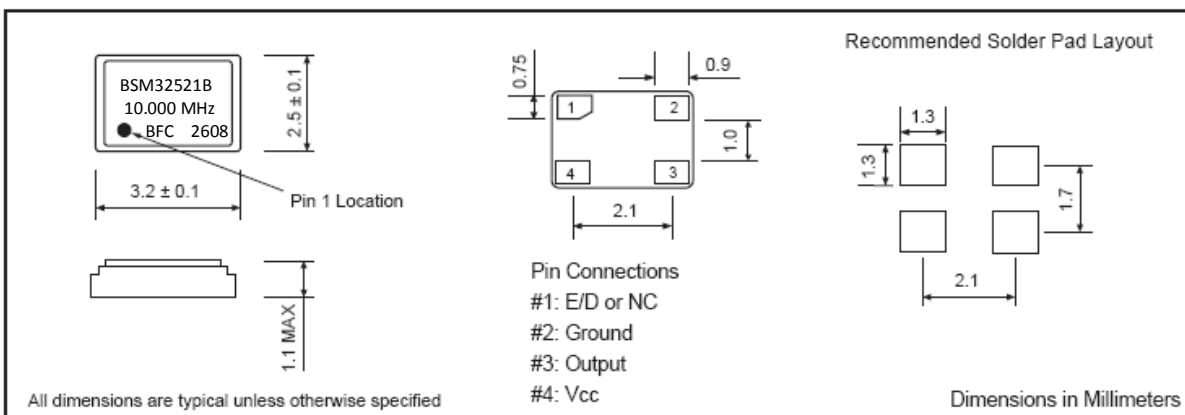 BSM32521B
10.000 MHz
BFC 2608
2.5 ± 0.1
3.2 ± 0.1
Pin 1 Location
1.1 MAX
All dimensions are typical unless otherwise specified
0.75
0.9
1
2
1.0
4
3
2.1
Pin Connections
#1: E/D or NC
#2: Ground
#3: Output
#4: Vcc
Recommended Solder Pad Layout
1.3
1.3
1.7
2.1
Dimensions in Millimeters